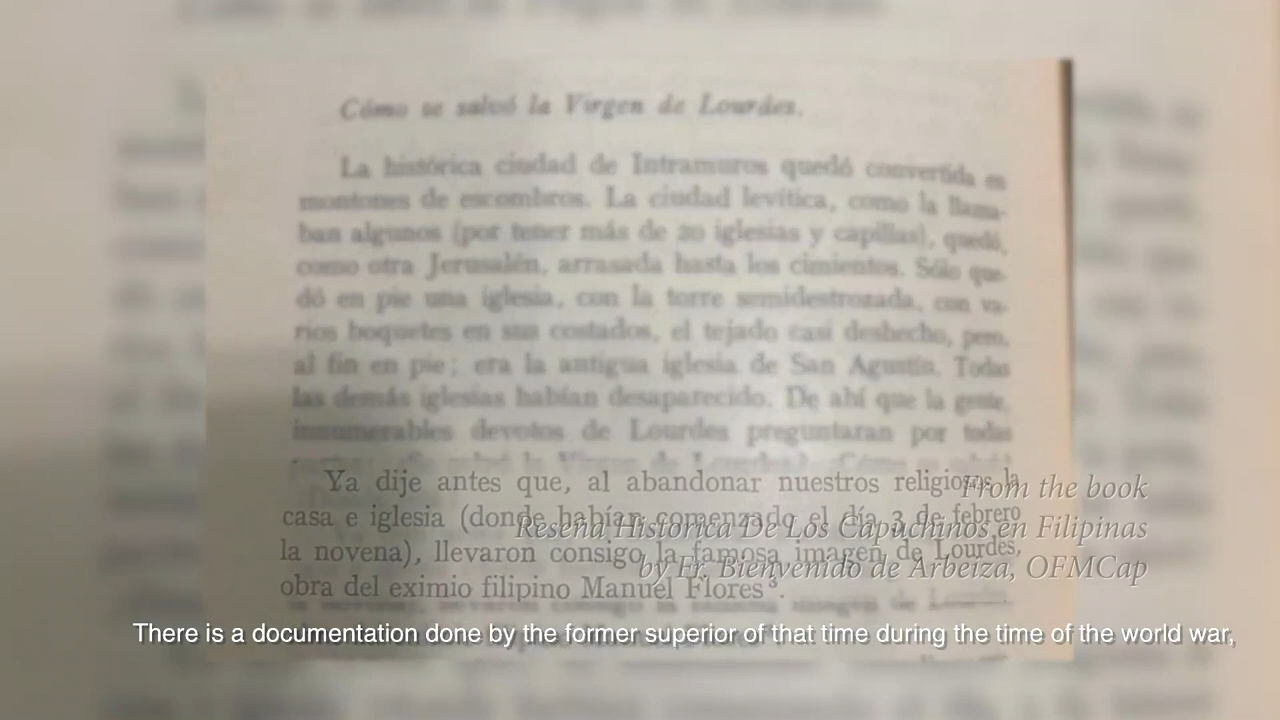 Cómo se salvó la Virgen de Lourdes.
La histórica ciudad de Intramuros quedó convertida en
montones de escombros. La ciudad levítica, como la llama-
ban algunos (por tener más de 20 iglesias y capillas), quedó,
como otra Jerusalén, arrasada hasta los cimientos. Sólo que-
dó en pie una iglesia, con la torre semidestrozada, con va-
rios boquetes en sus costados, el tejado casi deshecho, pero,
al fin en pie; era la antigua iglesia de San Agustín. Todas
las demás iglesias habían desaparecido. De ahí que la gente,
innumerables devotos de Lourdes preguntaran por todas
Ya dije antes que, al abandonar nuestros religiosos la
casa e iglesia (donde habían comenzado el día 3 de febrero
la novena), llevaron consigo la famosa imagen de Lourdes,
obra del eximio filipino Manuel Flores 3.
From the book
Reseña Historica De Los Capuchinos en Filipinas
by Fr. Bienvenido de Arbeiza, OFMCap
There is a documentation done by the former superior of that time during the time of the world war,